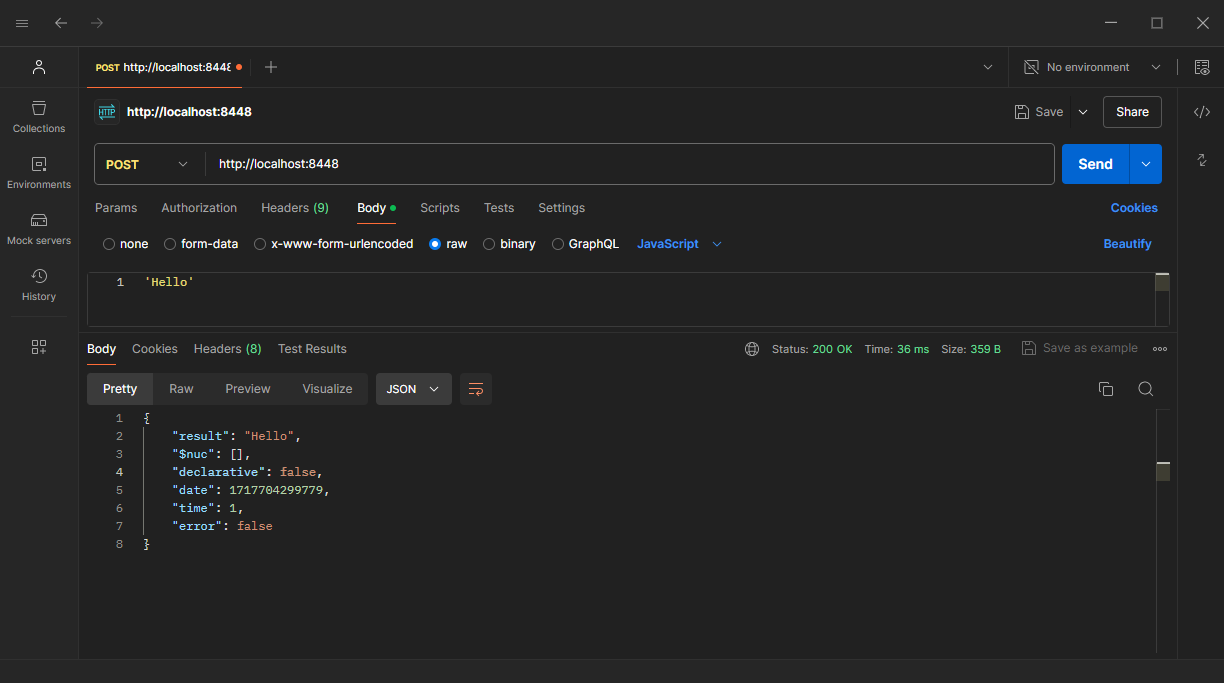 POST http://localhost:844
No environment
HTTP http://localhost:8448
Save
Share
Collections
Environments
Mock servers
History
POST
http://localhost:8448
Send
Params Authorization Headers (9) Body Scripts Tests Settings
Cookies
none form-data x-www-form-urlencoded raw binary GraphQL JavaScript
Beautify
1 'Hello'
Body Cookies Headers (8) Test Results
Status: 200 OK Time: 36 ms Size: 359 B
Save as example
Pretty Raw Preview Visualize JSON
1 {
2 "result": "Hello",
3 "$nuc": [],
4 "declarative": false,
5 "date": 1717704299779,
6 "time": 1,
7 "error": false
8 }